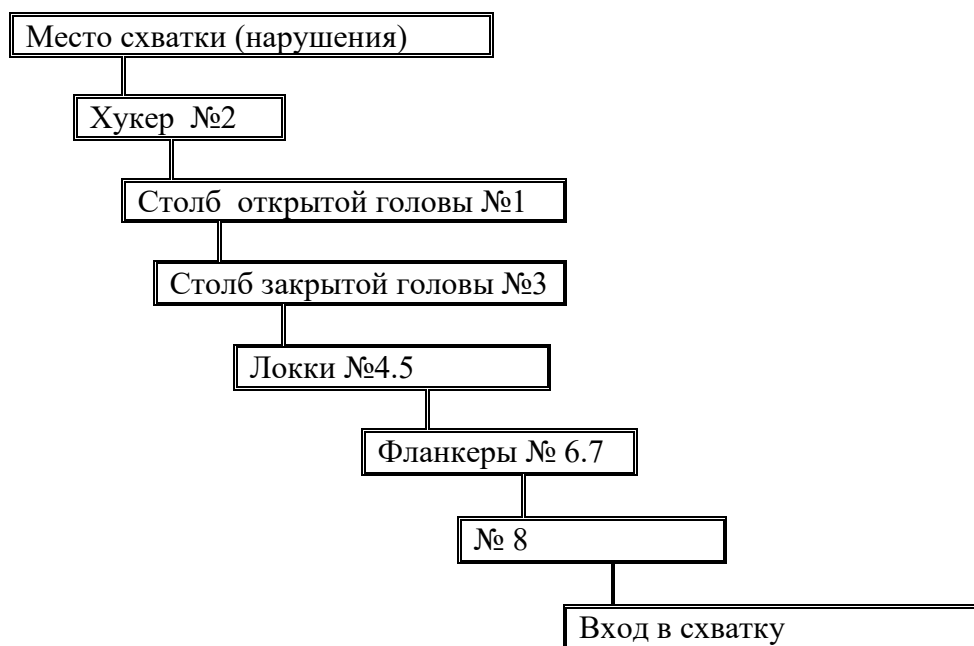 Место схватки (нарушения)
Хукер №2
Столб открытой головы №1
Столб закрытой головы №3
Локки №4.5
Фланкеры № 6.7
№ 8
Вход в схватку